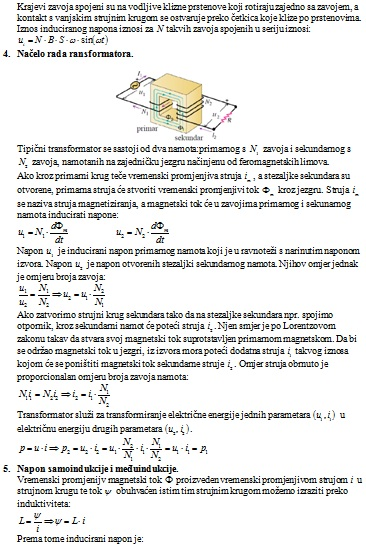 Krajevi zavoja spojeni su na vodljive klizne prstenove koji rotiraju zajedno sa zavojem, a
kontakt s vanjskim strujnim krugom se ostvaruje preko četkica koje klize po prstenovima.
Iznos induciranog napona iznosi za N takvih zavoja spojenih u seriju iznosi:
u_i = N · B · S · ω · sin(ωt)
4. Načelo rada ransformatora.
primar
sekundar
Tipični transformator se sastoji od dva namota:primarnog s N₁ zavoja i sekundarnog s
N₂ zavoja, namotanih na zajedničku jezgru načinjenu od feromagnetskih limova.
Ako kroz primarni krug teče vremenski promjenjiva struja i_m, a stezaljke sekundara su
otvorene, primarna struja će stvoriti vremenski promjenjivi tok Φ_m kroz jezgru. Struja i_m
se naziva struja magnetiziranja, a magnetski tok će u zavojima primarnog i sekunarnog
namota inducirati napone:
u₁ = N₁ · dΦ_m/dt u₂ = N₂ · dΦ_m/dt
Napon u₁ je inducirani napon primarnog namota koji je u ravnoteži s narinutim naponom
izvora. Napon u₂ je napon otvorenih stezaljki sekundarnog namota. Njihov omjer jednak
je omjeru broja zavoja:
u₁/u₂ = N₁/N₂ ⇒ u₂ = u₁ · N₂/N₁
Ako zatvorimo strujni krug sekundara tako da na stezaljke sekundara npr. spojimo
otpornik, kroz sekundarni namot će poteći struja i₂. Njen smjer je po Lorentzovom
zakonu takav da stvara svoj magnetski tok suprotstavljen primarnom magnetskom. Da bi
se održao magnetski tok u jezgri, iz izvora mora poteći dodatna struja i₁ takvog iznosa
kojom će se poništiti magnetski tok sekundarne struje i₂. Omjer struja obrnuto je
proporcionalan omjeru broja zavoja namota:
N₁i₁ = N₂i₂ ⇒ i₂ = i₁ · N₁/N₂
Transformator služi za transformiranje električne energije jednih parametara (u₁, i₁) u
električnu energiju drugih parametara (u₂, i₂).
p = u · i ⇒ p₂ = u₂ · i₂ = u₁ · N₂/N₁ · i₁ · N₁/N₂ = u₁ · i₁ = p₁
5. Napon samoindukcije i međuindukcije.
Vremenski promjenjiv magnetski tok Φ proizveden vremenski promjenjivom strujom i u
strujnom krugu te tok ψ obuhvaćen istim tim strujnim krugom možemo izraziti preko
induktiviteta:
L = ψ/i ⇒ ψ = L · i
Prema tome inducirani napon je: